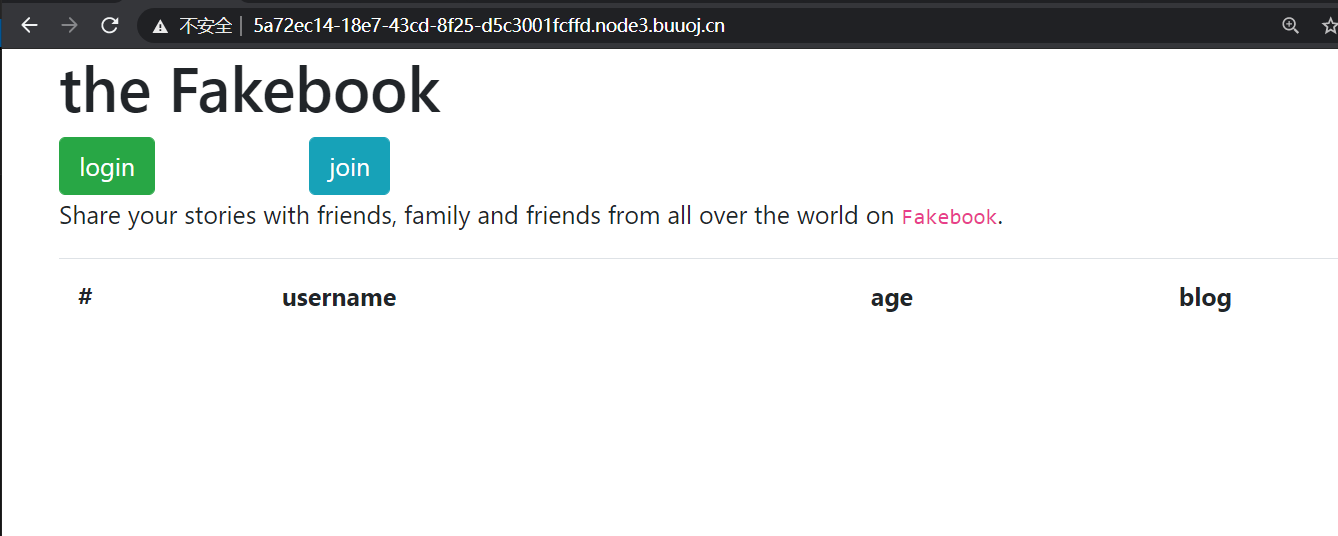 不安全 | 5a72ec14-18e7-43cd-8f25-d5c3001fcffd.node3.buuoj.cn
the Fakebook
login join
Share your stories with friends, family and friends from all over the world on Fakebook.
# username age blog